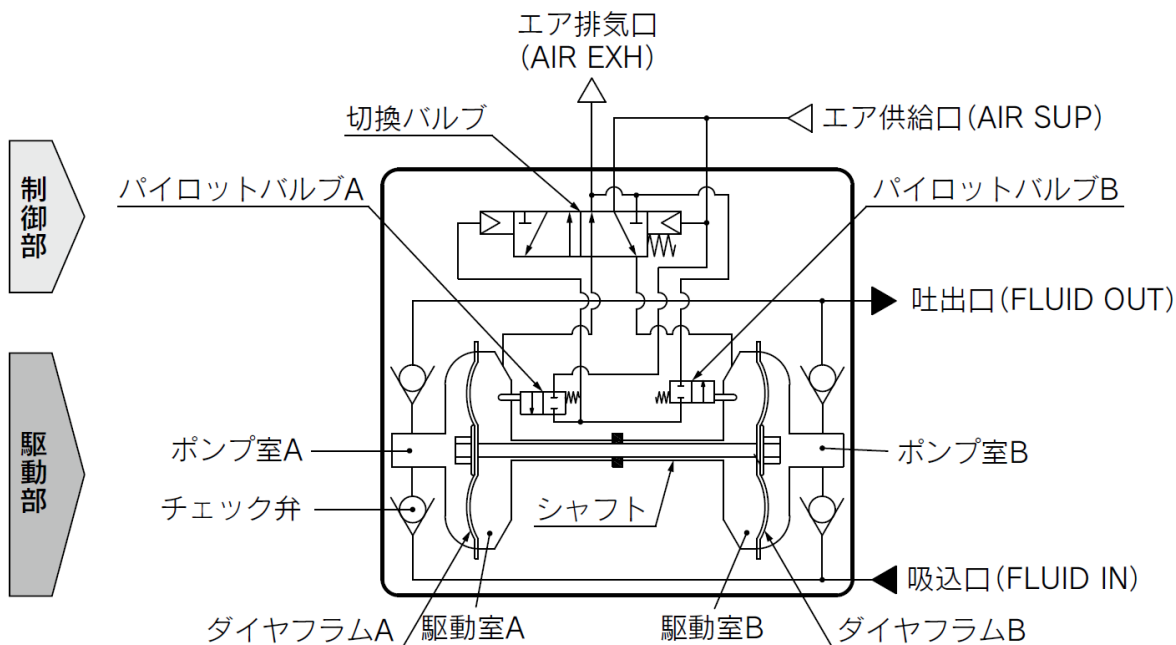 エア排気口
(AIR EXH)
切換バルブ
エア供給口(AIR SUP)
制御部
パイロットバルブA
パイロットバルブB
吐出口(FLUID OUT)
駆動部
ポンプ室A
ポンプ室B
チェック弁
シャフト
吸込口(FLUID IN)
ダイヤフラムA
駆動室A
駆動室B
ダイヤフラムB